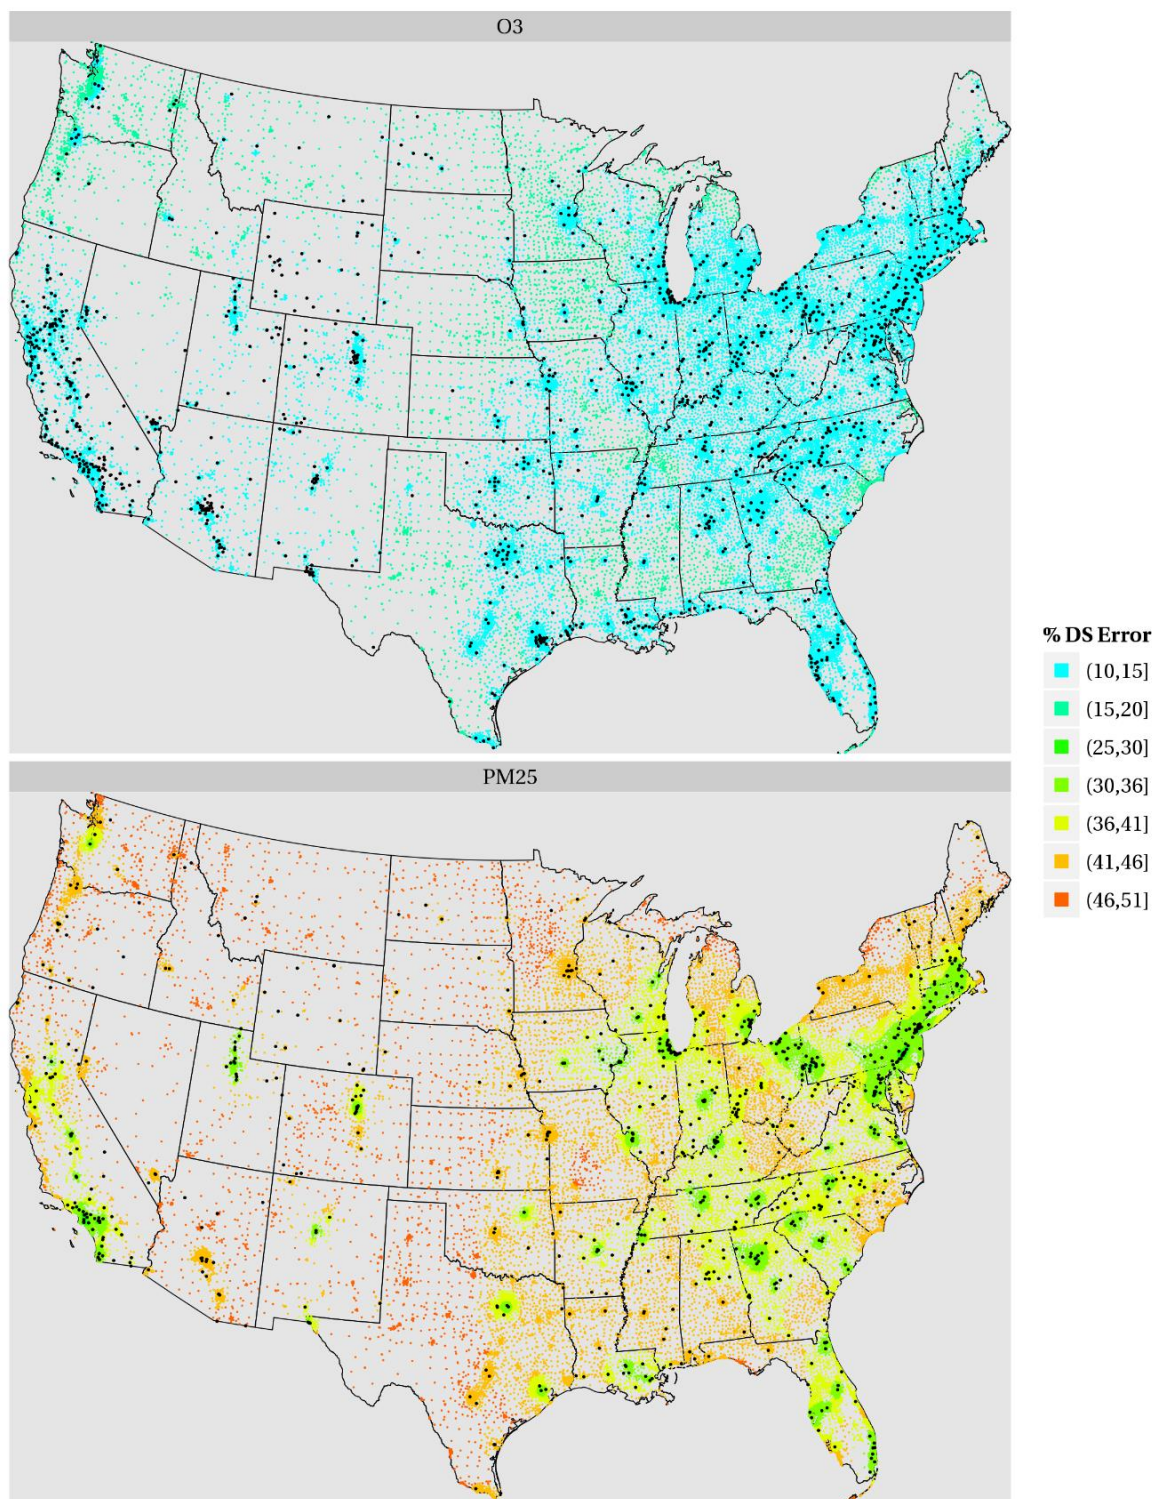 O3
% DS Error
(10,15]
(15,20]
(25,30]
(30,36]
(36,41]
(41,46]
(46,51]
PM25